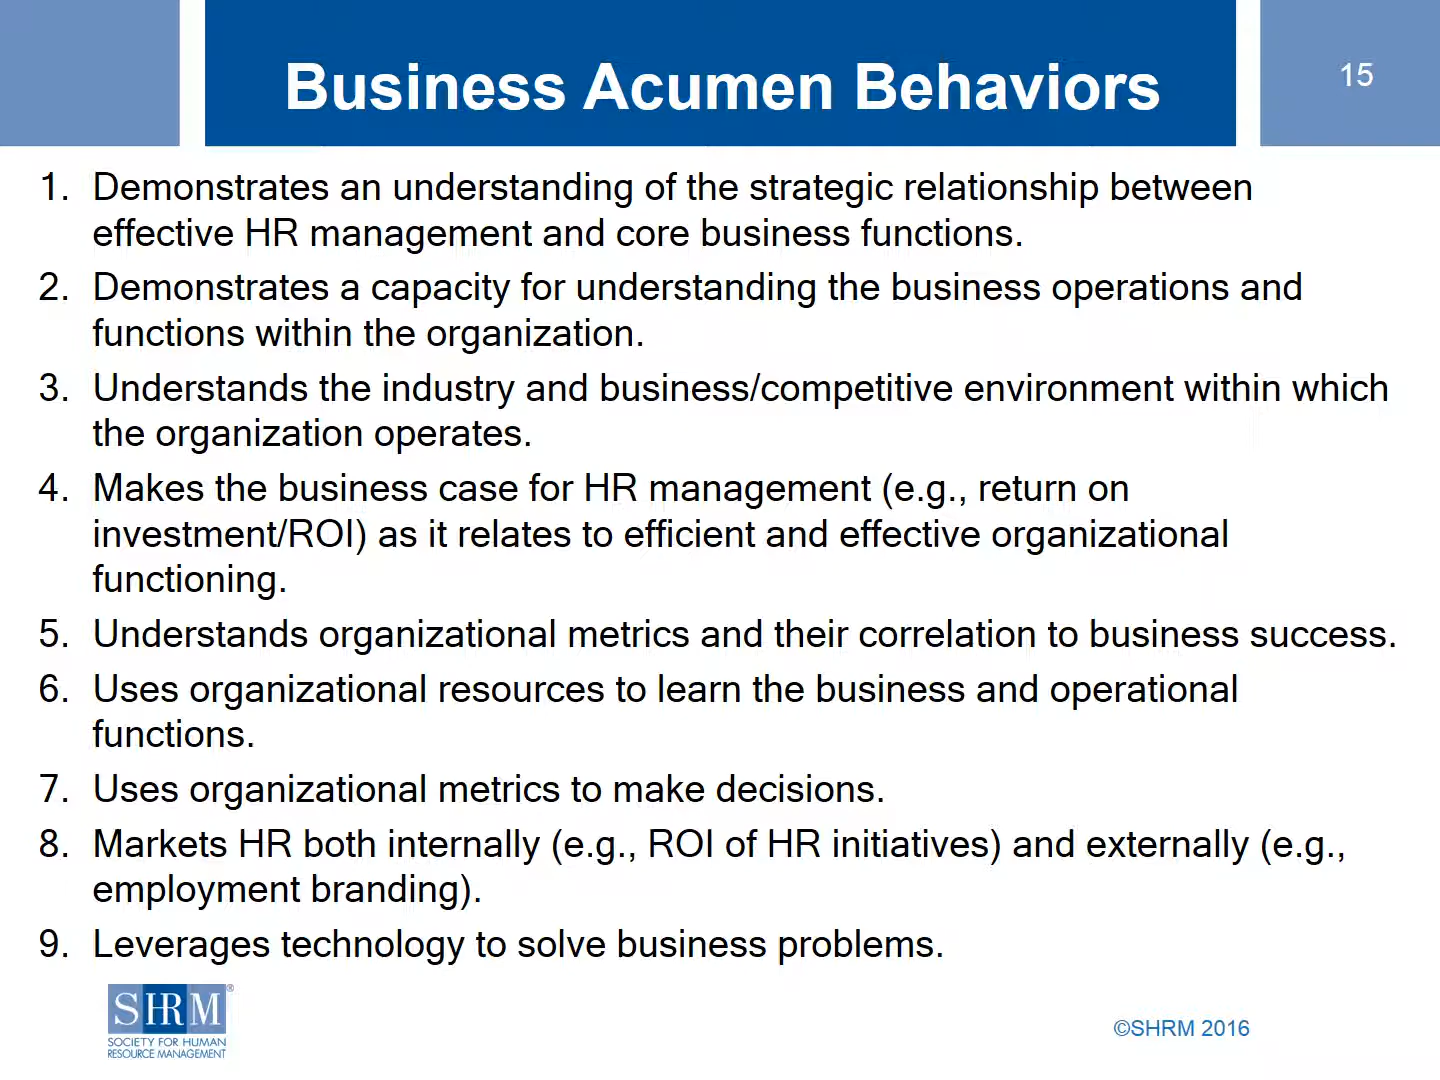 Business Acumen Behaviors
15
1. Demonstrates an understanding of the strategic relationship between
effective HR management and core business functions.
2. Demonstrates a capacity for understanding the business operations and
functions within the organization.
3. Understands the industry and business/competitive environment within which
the organization operates.
4. Makes the business case for HR management (e.g., return on
investment/ROI) as it relates to efficient and effective organizational
functioning.
5. Understands organizational metrics and their correlation to business success.
6. Uses organizational resources to learn the business and operational
functions.
7. Uses organizational metrics to make decisions.
8. Markets HR both internally (e.g., ROI of HR initiatives) and externally (e.g.,
employment branding).
9. Leverages technology to solve business problems.
SHRM®
SOCIETY FOR HUMAN
RESOURCE MANAGEMENT
©SHRM 2016